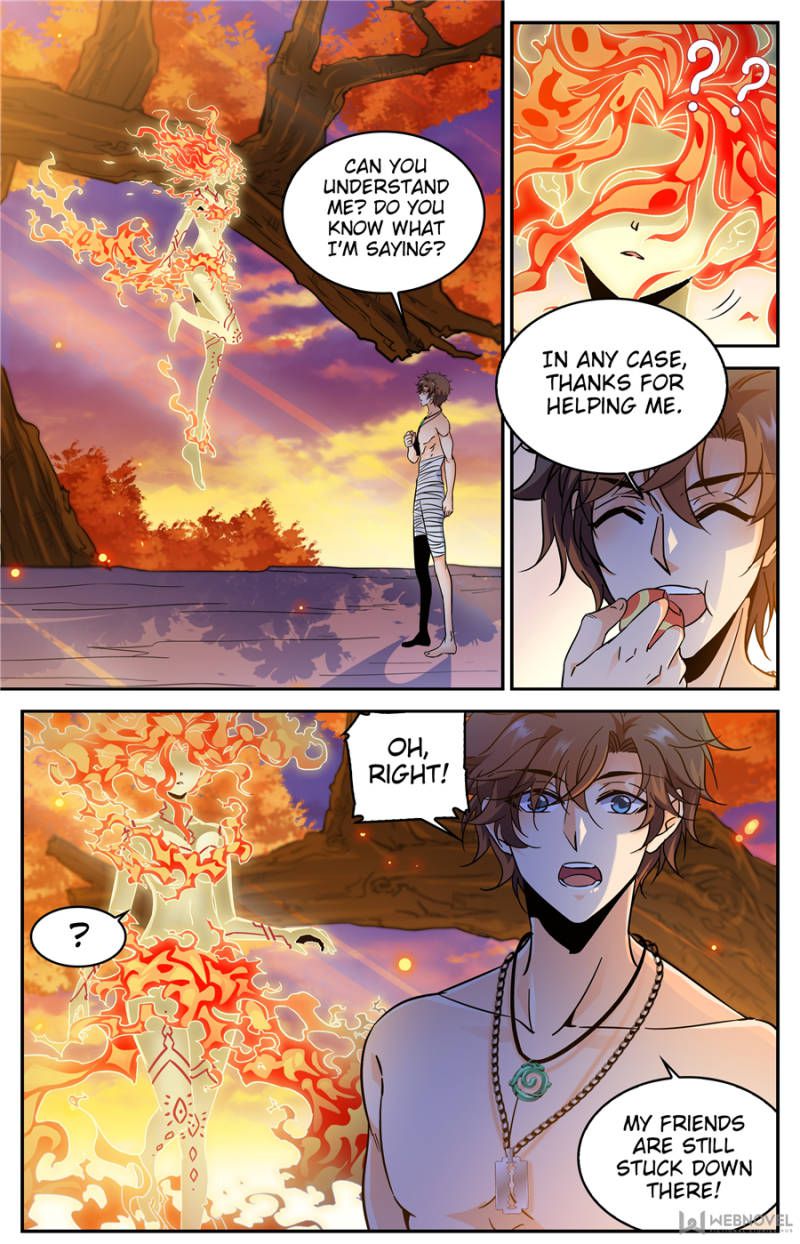 CAN YOU
UNDERSTAND
ME? DO YOU
KNOW WHAT
I'M SAYING?
? ?
IN ANY CASE,
THANKS FOR
HELPING ME.
OH,
RIGHT!
?
MY FRIENDS
ARE STILL
STUCK DOWN
THERE!
WEBNOVEL